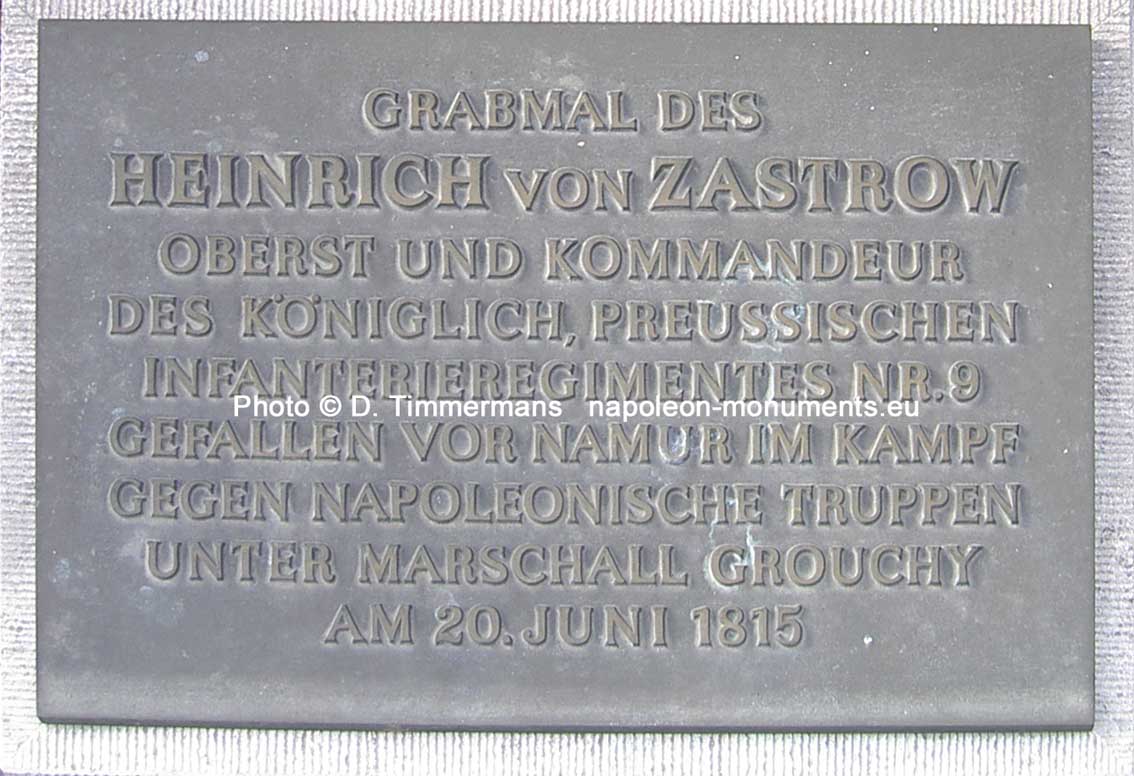 GRABMAL DES
HEINRICH VON ZASTROW
OBERST UND KOMMANDEUR
DES KÖNIGLICH, PREUSSISCHEN
INFANTERIEREGIMENTES NR. 9
Photo © D. Timmermans napoleon-monuments.eu
GEFALLEN VOR NAMUR IM KAMPF
GEGEN NAPOLEONISCHE TRUPPEN
UNTER MARSCHALL GROUCHY
AM 20. JUNI 1815